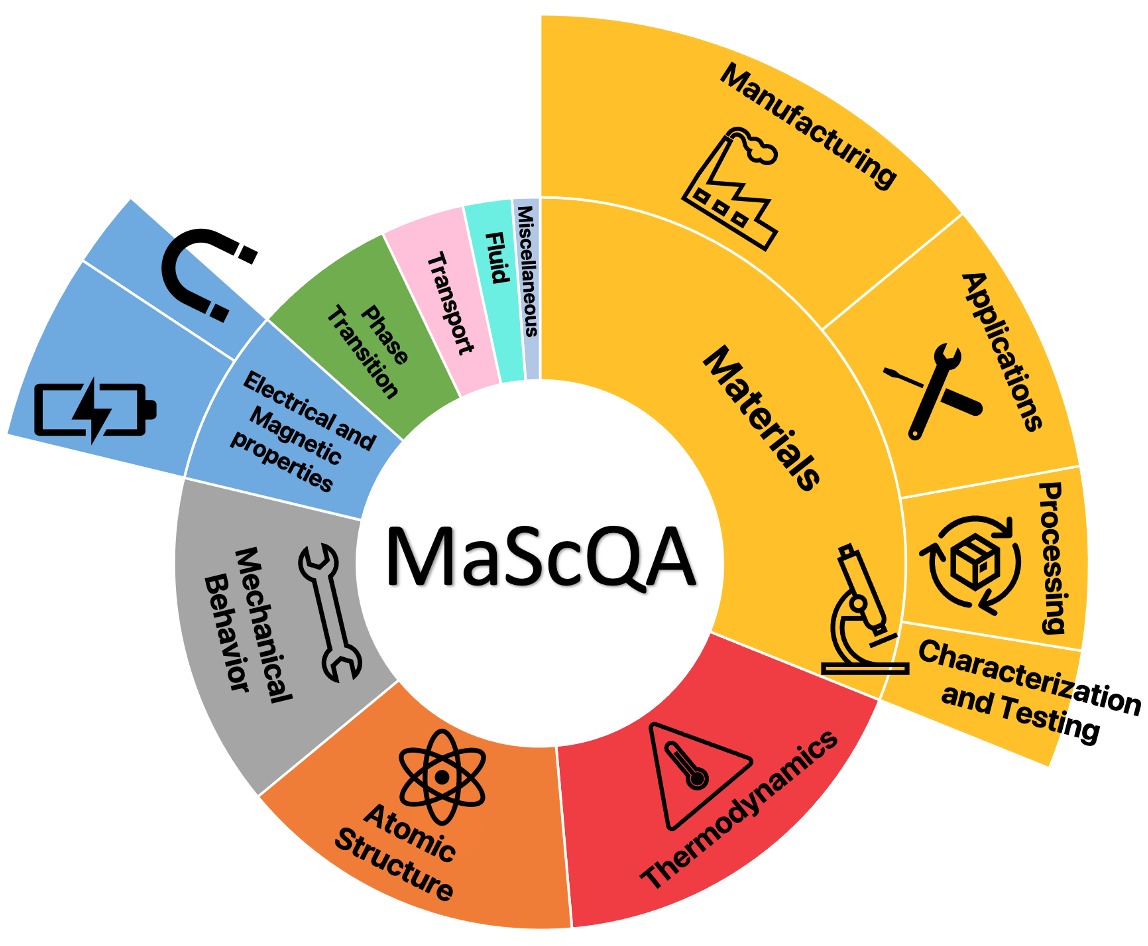 Manufacturing
Applications
Processing
Characterization
and Testing
Materials
Thermodynamics
Atomic
Structure
Mechanical
Behavior
Electrical and
Magnetic
properties
Phase
Transition
Transport
Fluid
Miscellaneous
MaScQA